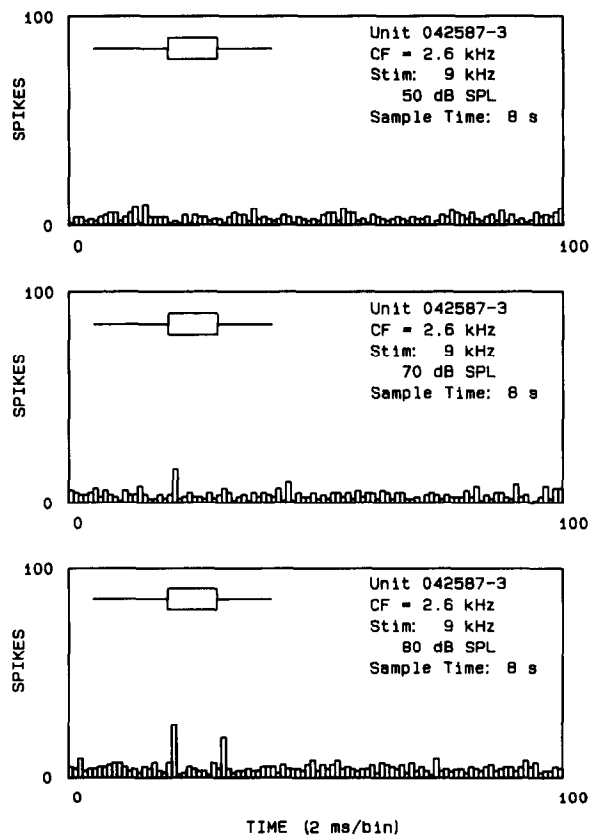 100
SPIKES
0
Unit 042587-3
CF = 2.6 kHz
Stim: 9 kHz
50 dB SPL
Sample Time: 8 s
0 100
100
SPIKES
0
Unit 042587-3
CF = 2.6 kHz
Stim: 9 kHz
70 dB SPL
Sample Time: 8 s
0 100
100
SPIKES
0
Unit 042587-3
CF = 2.6 kHz
Stim: 9 kHz
80 dB SPL
Sample Time: 8 s
0 100
TIME (2 ms/bin)